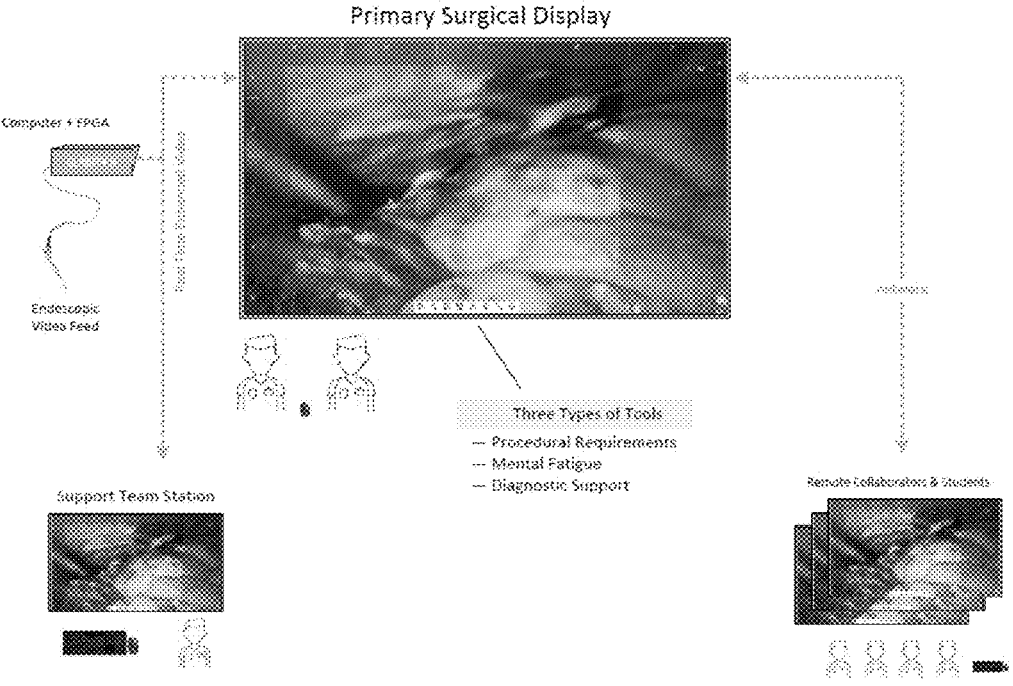 Primary Surgical Display
Computer + FPGA
Endoscopic
Video Feed
Three Types of Tools
— Procedural Requirements
— Mental Fatigue
— Diagnostic Support
Support Team Station
Remote Collaborators & Students